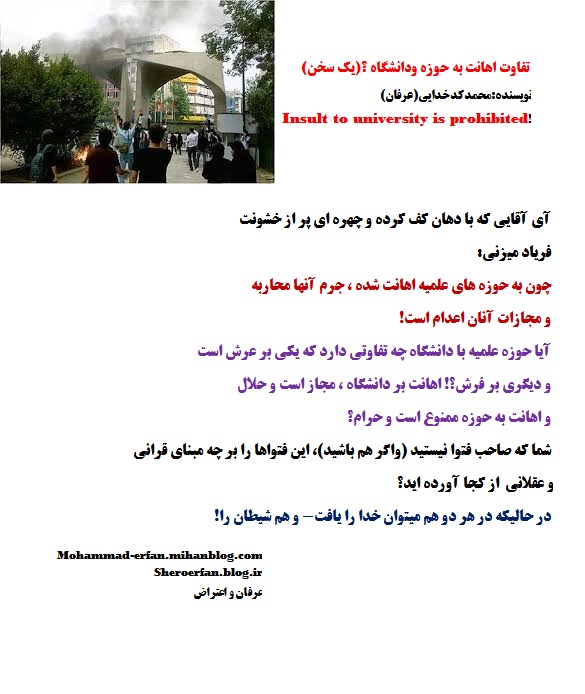 تفاوت اهانت به حوزه ودانشگاه ؟(یک سخن)
نویسنده:محمدکدخدایی(عرفان)
Insult to university is prohibited!
آی آقایی که با دهان کف کرده و چهره ای پر از خشونت
فریاد میزنی:
چون به حوزه های علمیه اهانت شده ، جرم آنها محاربه
و مجازات آنان اعدام است!
آیا حوزه علمیه با دانشگاه چه تفاوتی دارد که یکی بر عرش است
و دیگری بر فرش؟! اهانت بر دانشگاه ، مجاز است و حلال
و اهانت به حوزه ممنوع است و حرام؟
شما که صاحب فتوا نیستید (واگر هم باشید)، این فتواها را بر چه مبنای قرانی
و عقلانی از کجا آورده اید؟
در حالیکه در هر دو هم میتوان خدا را یافت- و هم شیطان را!
Mohammad-erfan.mihanblog.com
Sheroerfan.blog.ir
عرفان و اعتراض